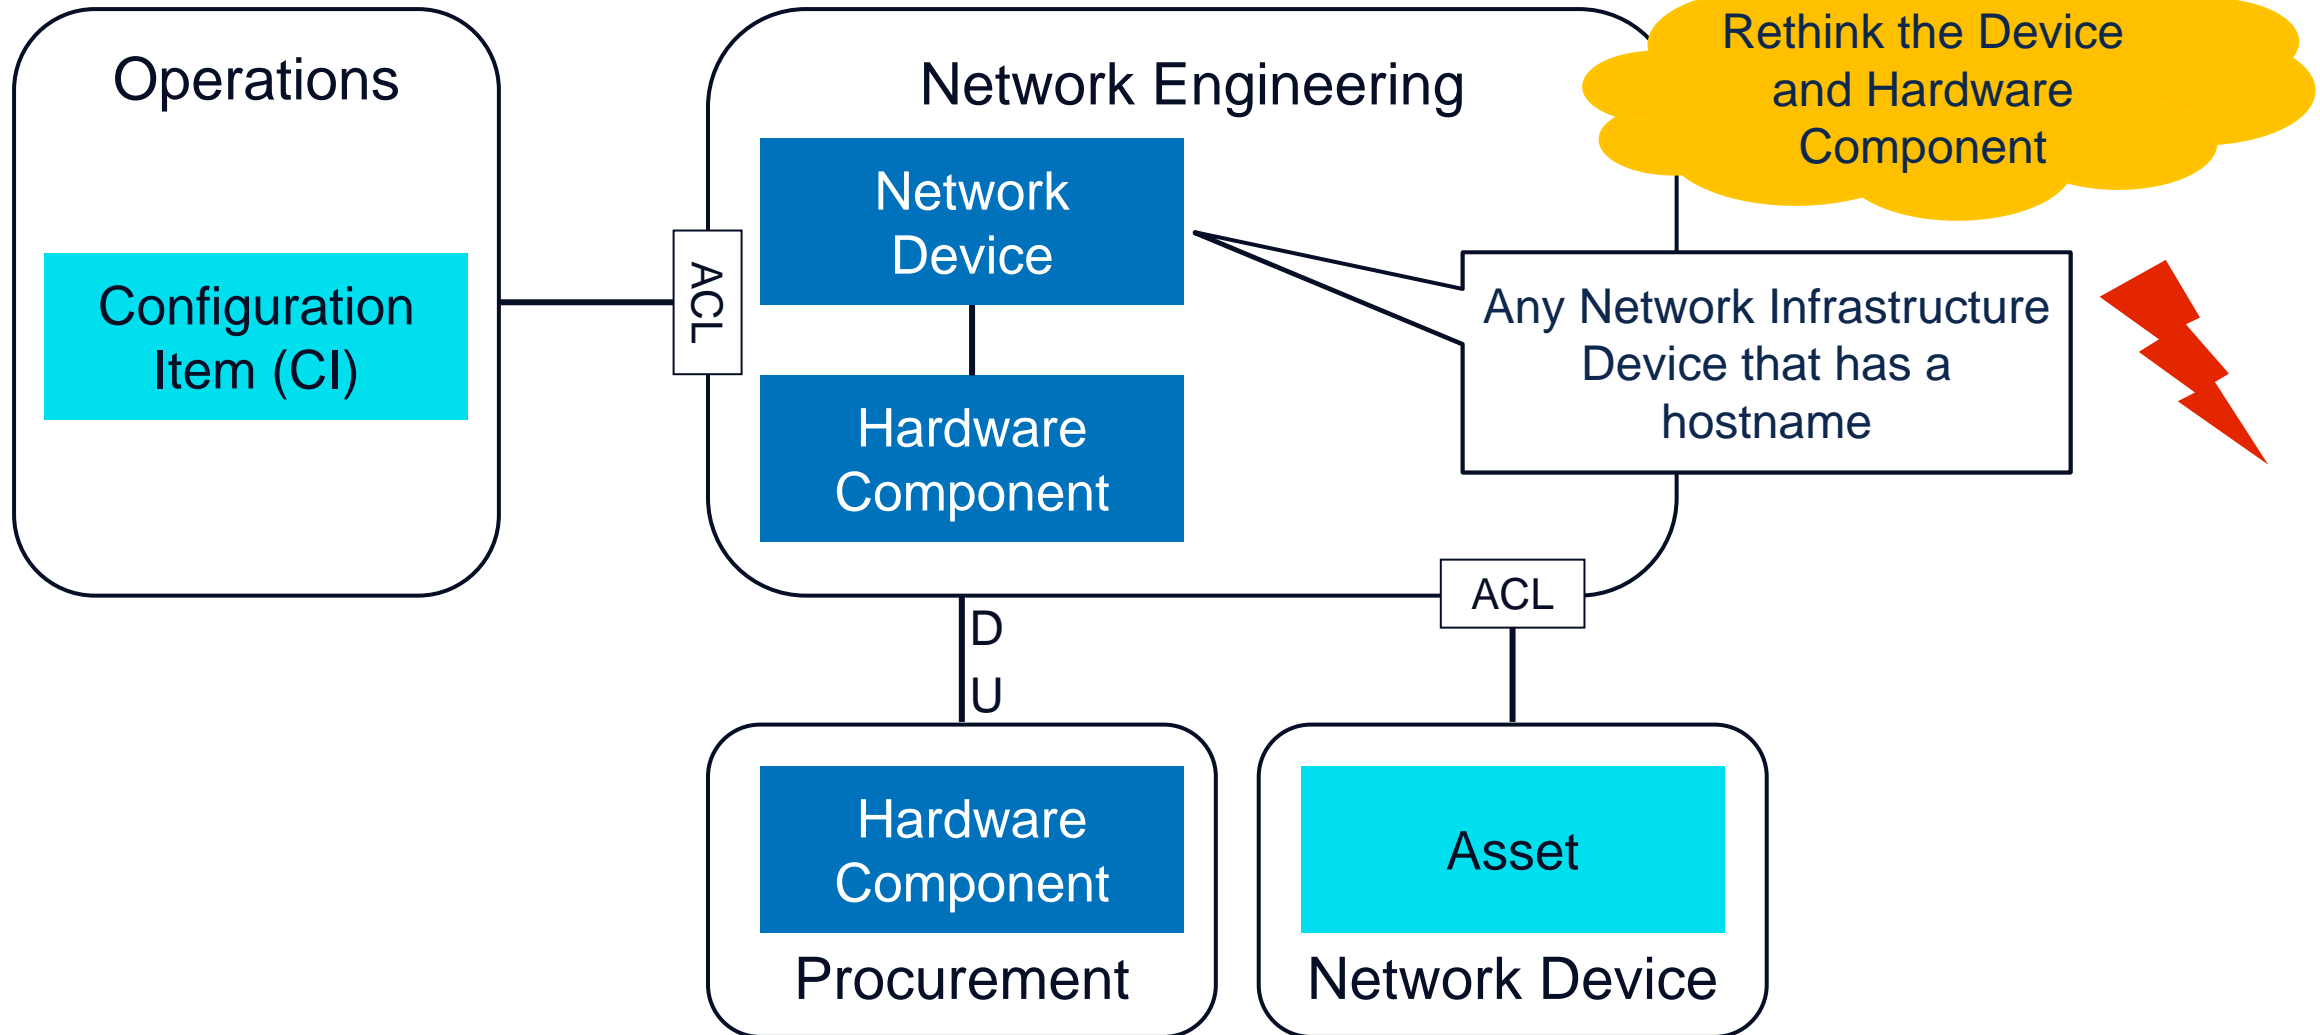 Operations
Configuration
Item (CI)
ACL
Network Engineering
Network
Device
Hardware
Component
Rethink the Device
and Hardware
Component
Any Network Infrastructure
Device that has a
hostname
ACL
D
U
Hardware
Component
Procurement
Asset
Network Device